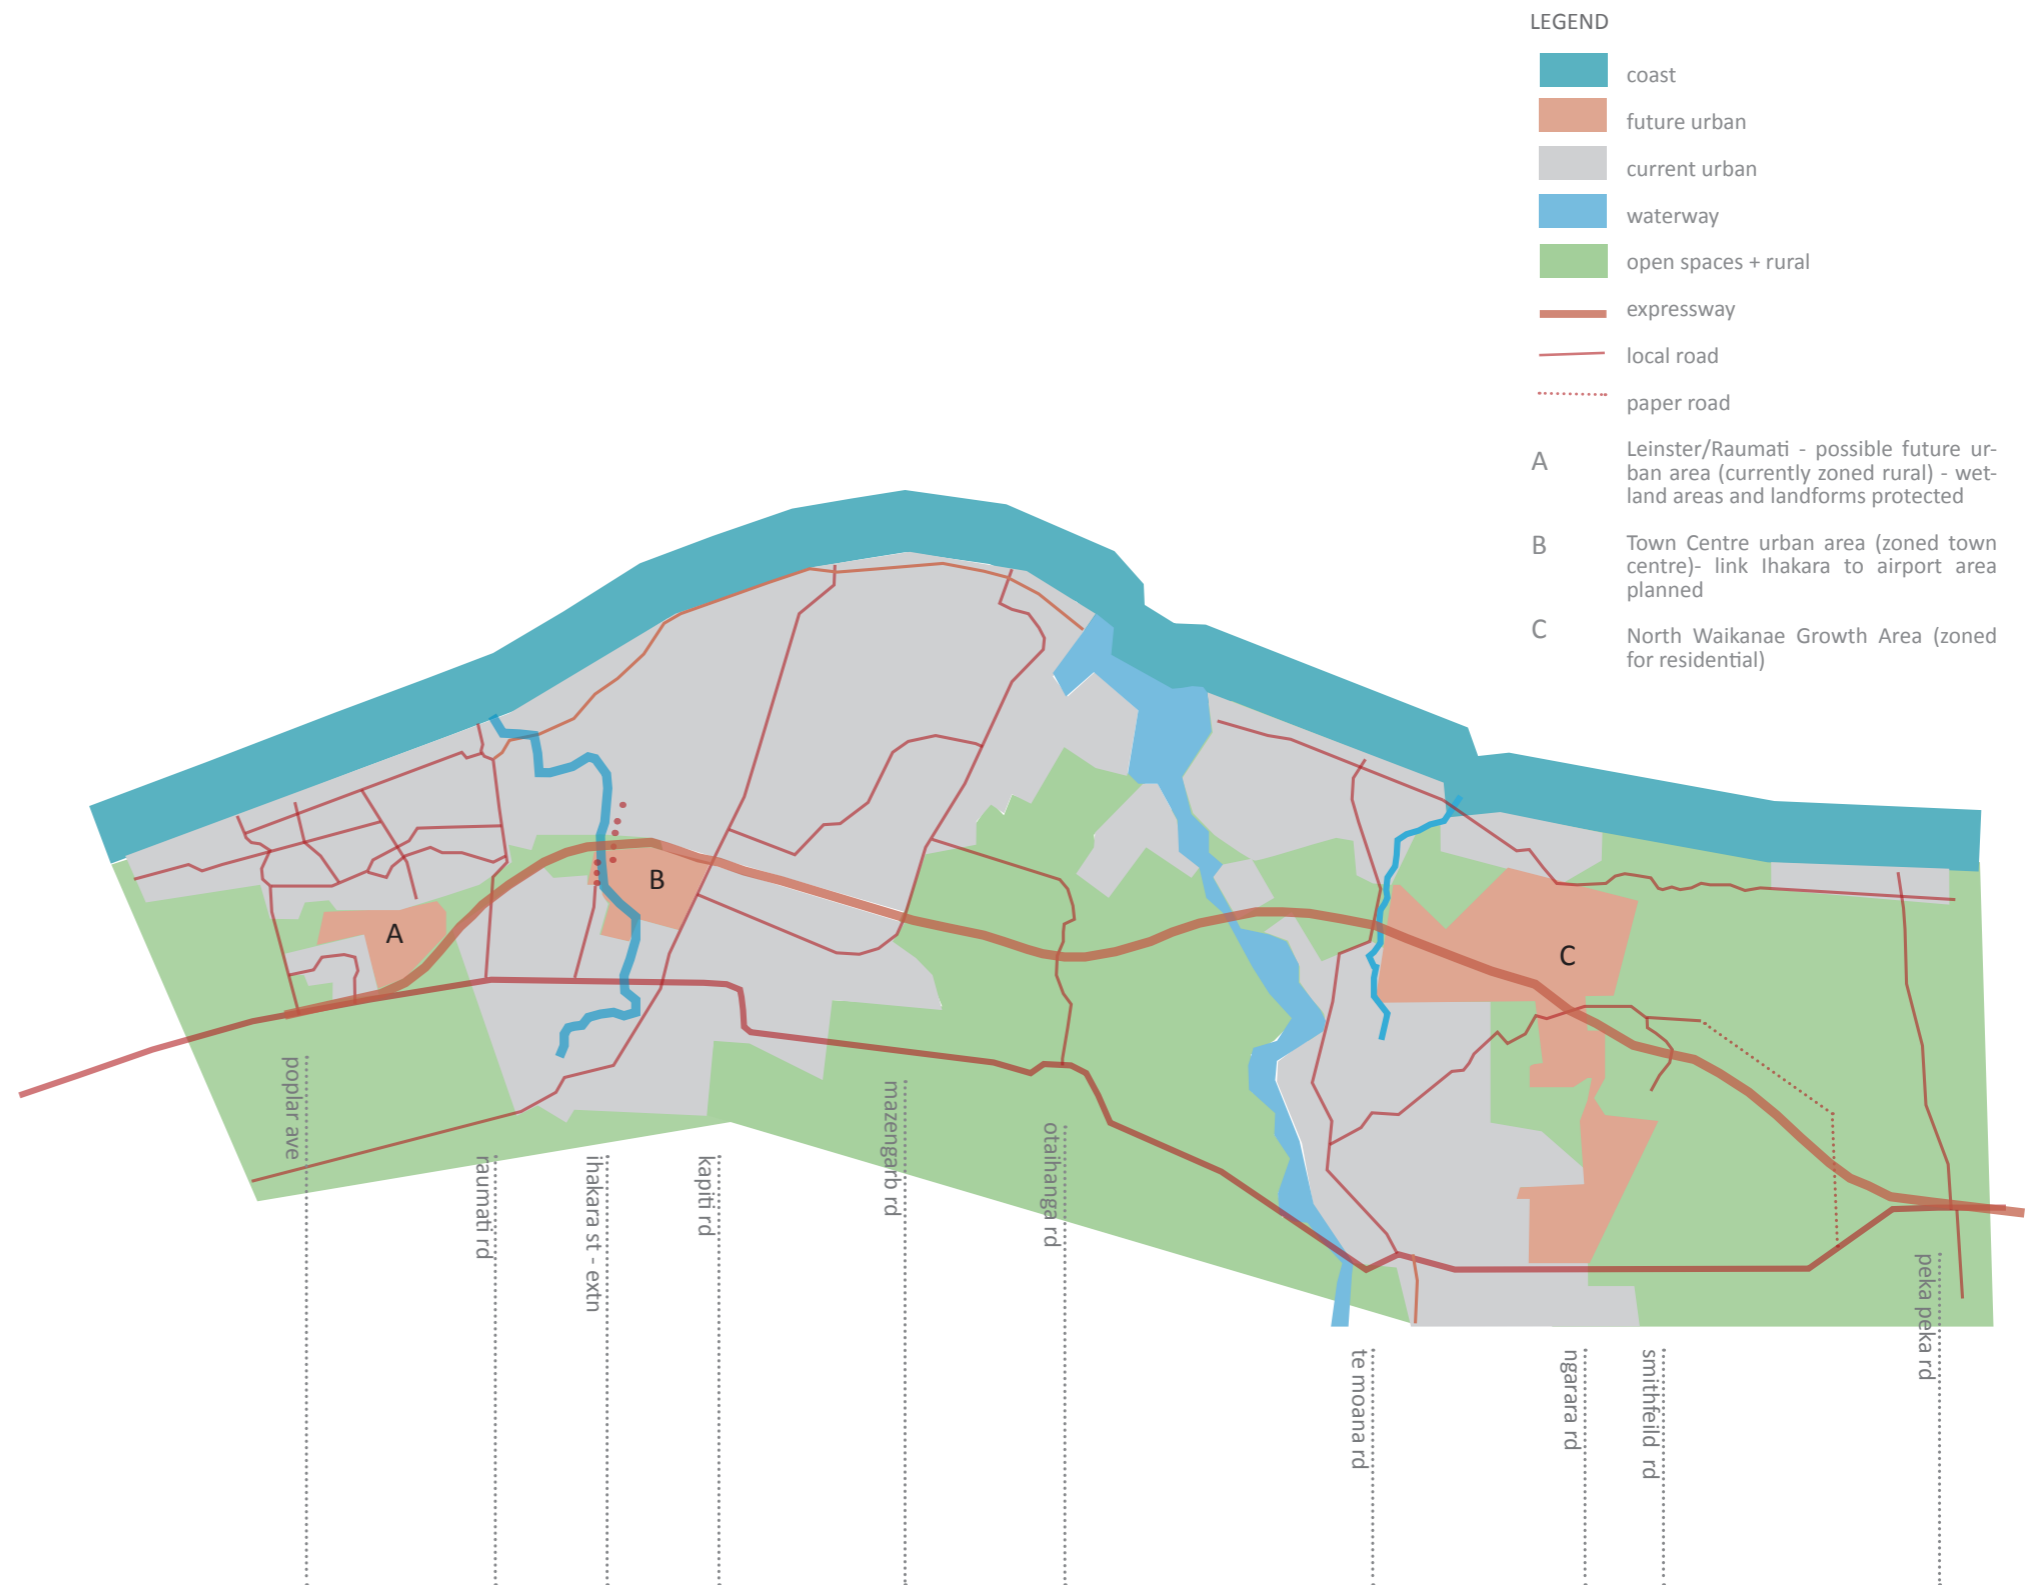 LEGEND
coast
future urban
current urban
waterway
open spaces + rural
expressway
local road
paper road
A
Leinster/Raumati - possible future ur-
ban area (currently zoned rural) - wet-
land areas and landforms protected
B
Town Centre urban area (zoned town
centre)- link Ihakara to airport area
planned
C
North Waikanae Growth Area (zoned
for residential)
A
B
C
poplar ave
raumati rd
ihakara st - extn
kapiti rd
mazengarb rd
otaihanga rd
te moana rd
ngarara rd
smithfeild rd
peka peka rd